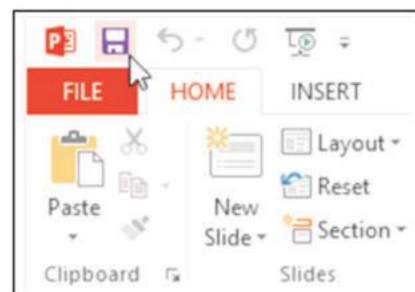 P
FILE HOME INSERT
Paste
New
Slide
Layout
Reset
Section
Clipboard
Slides